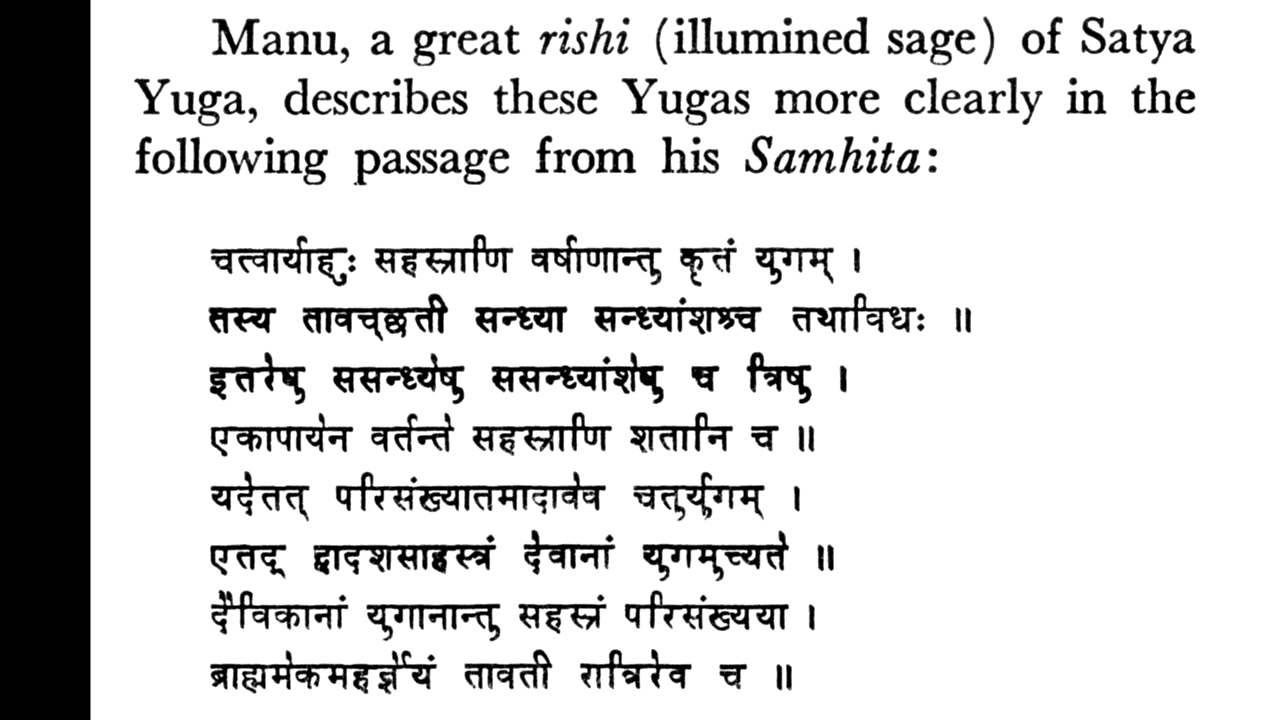 Manu, a great rishi (illumined sage) of Satya
Yuga, describes these Yugas more clearly in the
following passage from his Samhita:
चत्वार्याहुः सहस्राणि वर्षाणान्तु कृतं युगम् ।
तस्य तावच्छती सन्ध्या सन्ध्यांशश्च तथाविधः ॥
इतरेषु ससन्ध्येषु ससन्ध्यांशेषु च त्रिषु ।
एकापायेन वर्तन्ते सहस्राणि शतानि च ॥
यदेतत् परिसंख्यातमादावेव चतुर्युगम् ।
एतद् द्वादशसाहस्त्रं देवानां युगमुच्यते ॥
दैविकानां युगानान्तु सहस्रं परिसंख्यया ।
ब्राह्ममेकमहर्ज्ञेयं तावती रात्रिरेव च ॥